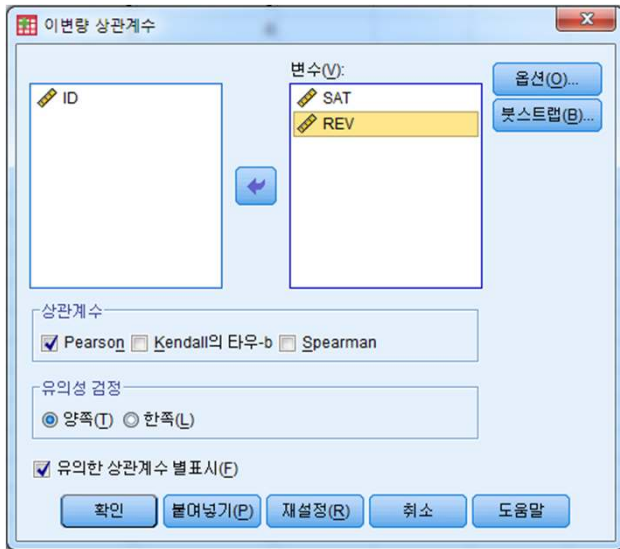 이변량 상관계수
변수(V):
ID
SAT
REV
옵션(O)...
붓스트랩(B)...
상관계수
Pearson Kendall의 타우-b Spearman
유의성 검정
양쪽(T) 한쪽(L)
유의한 상관계수 별표시(F)
확인 붙여넣기(P) 재설정(R) 취소 도움말